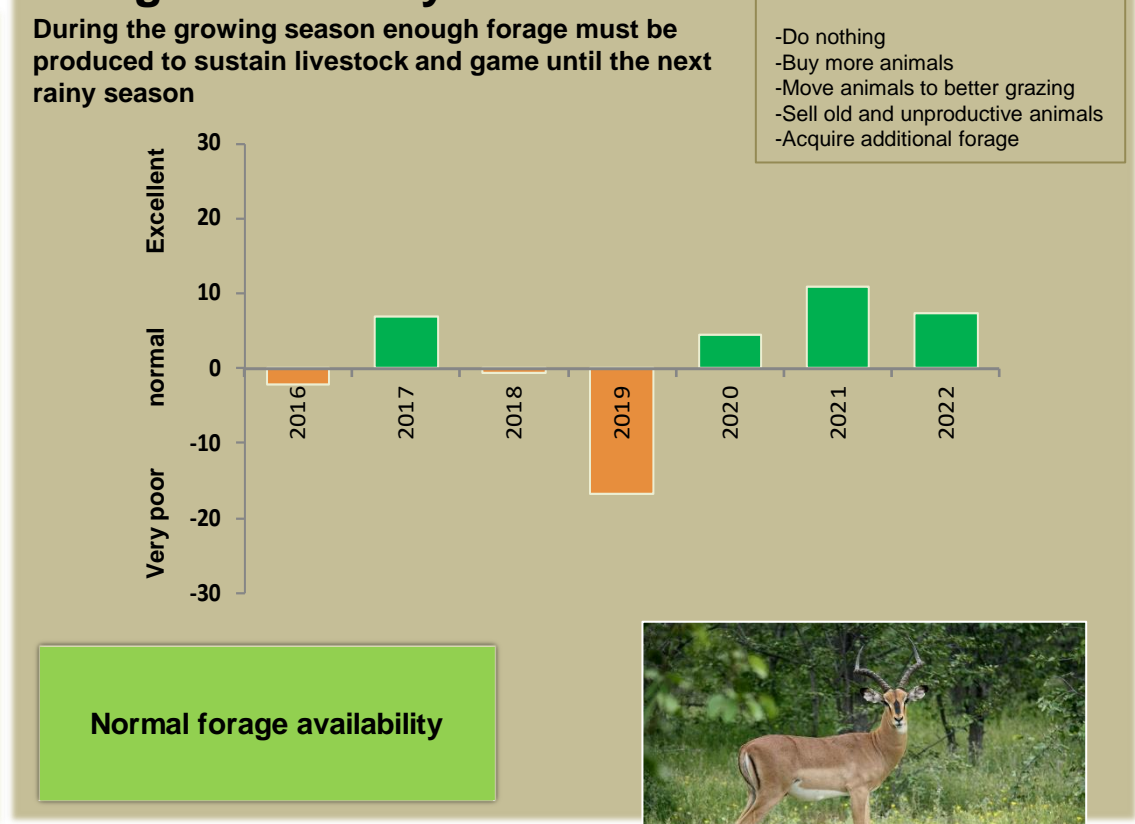 During the growing season enough forage must be
produced to sustain livestock and game until the next
rainy season
-Do nothing
-Buy more animals
-Move animals to better grazing
-Sell old and unproductive animals
-Acquire additional forage
Excellent
normal
Very poor
30
20
10
0
-10
-20
-30
2016
2017
2018
2019
2020
2021
2022
Normal forage availability